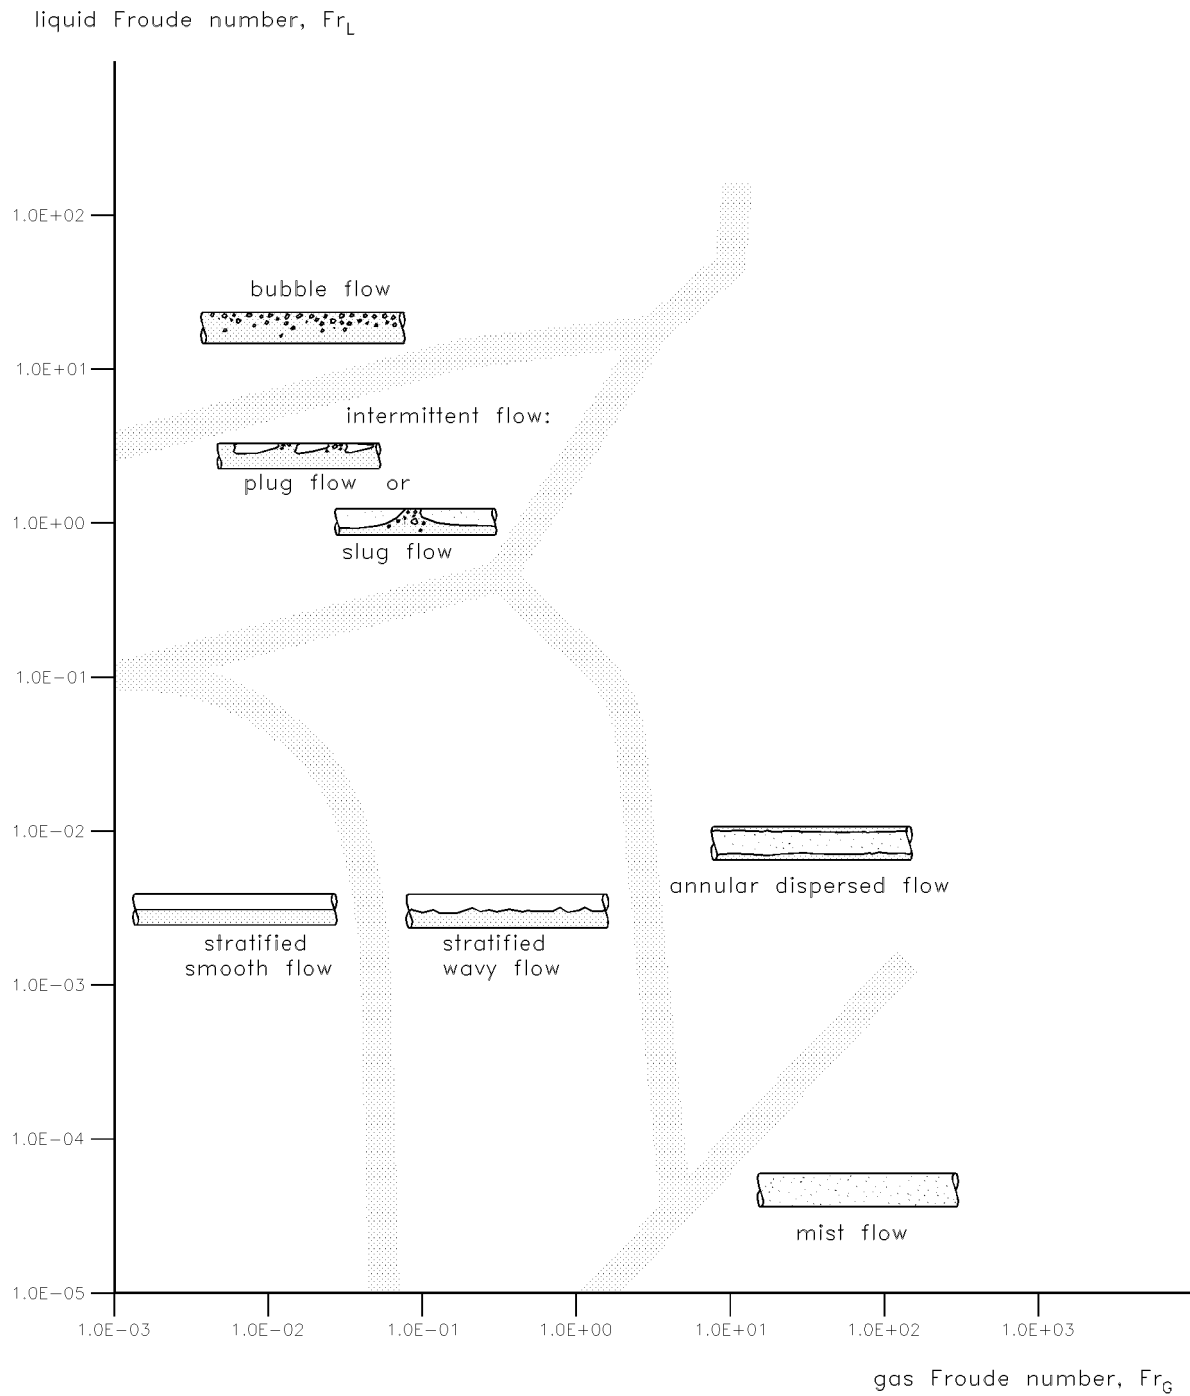 liquid Froude number, FrL
1.0E+02
bubble flow
1.0E+01
intermittent flow:
plug flow or
1.0E+00
slug flow
1.0E−01
1.0E−02
annular dispersed flow
stratified
smooth flow
stratified
wavy flow
1.0E−03
1.0E−04
mist flow
1.0E−05
1.0E−03 1.0E−02 1.0E−01 1.0E+00 1.0E+01 1.0E+02 1.0E+03
gas Froude number, FrG